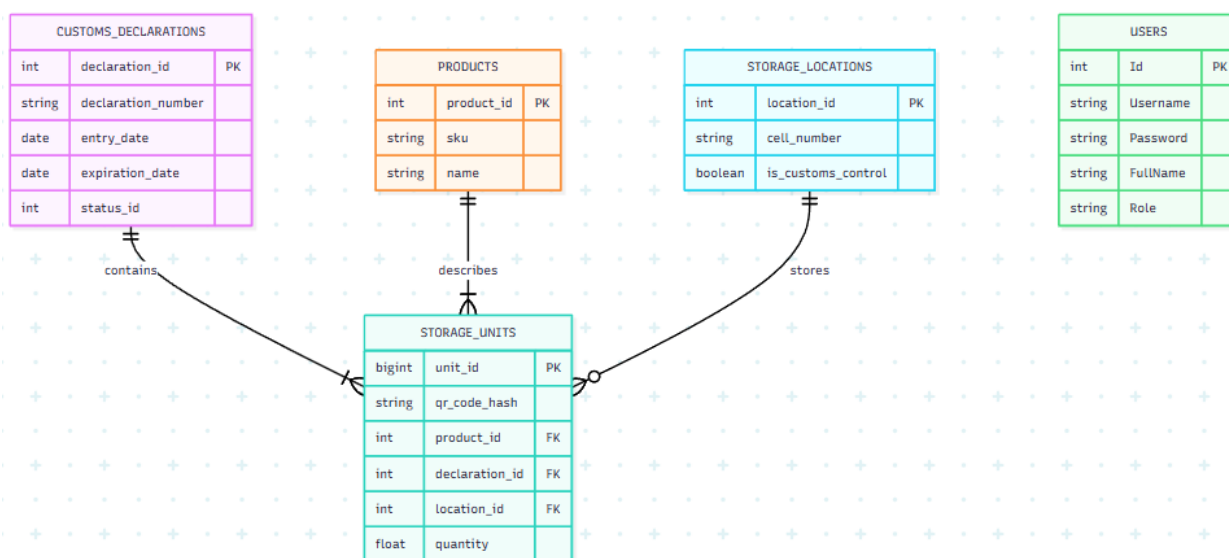 CUSTOMS_DECLARATIONS
int declaration_id PK
string declaration_number
date entry_date
date expiration_date
int status_id
PRODUCTS
int product_id PK
string sku
string name
STORAGE_LOCATIONS
int location_id PK
string cell_number
boolean is_customs_control
USERS
int Id PK
string Username
string Password
string FullName
string Role
contains
describes
stores
STORAGE_UNITS
bigint unit_id PK
string qr_code_hash
int product_id FK
int declaration_id FK
int location_id FK
float quantity